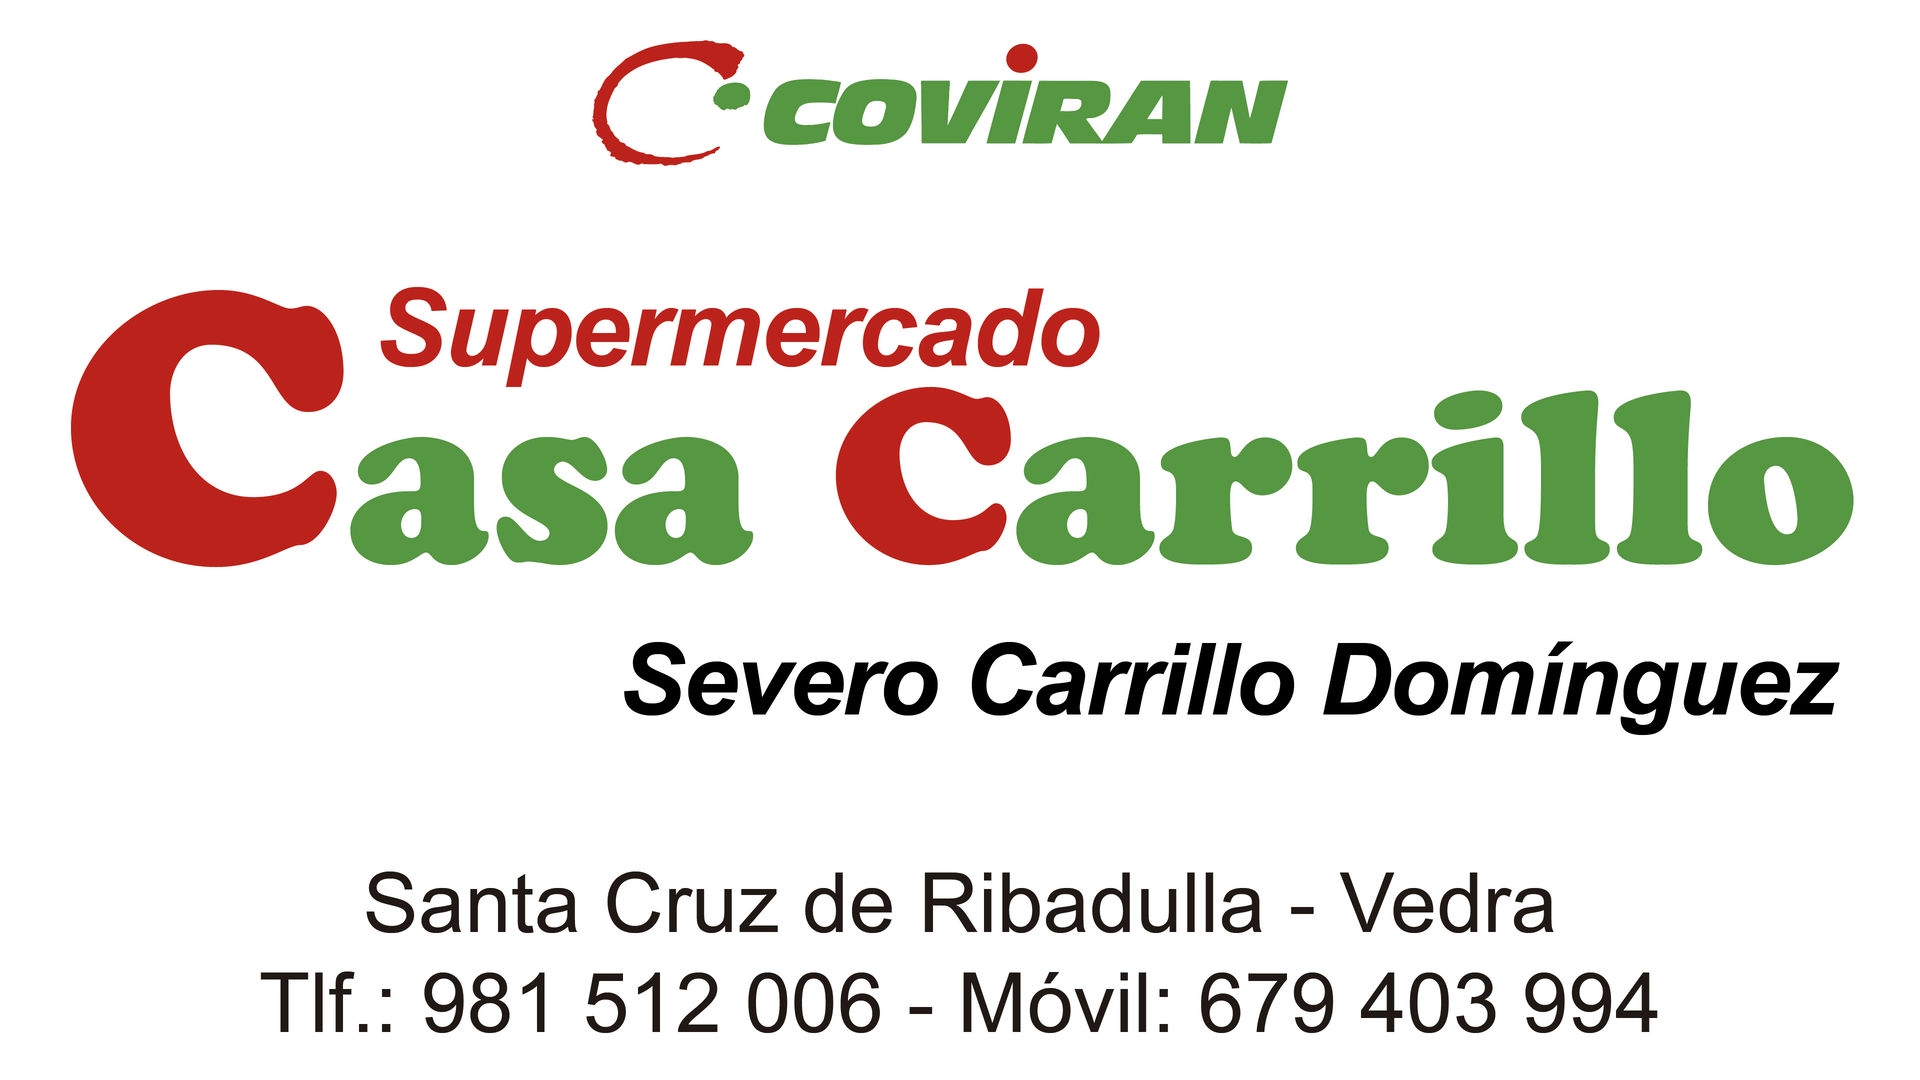 COVIRAN
Supermercado
Casa Carrillo
Severo Carrillo Domínguez
Santa Cruz de Ribadulla - Vedra
Tlf.: 981 512 006 - Móvil: 679 403 994